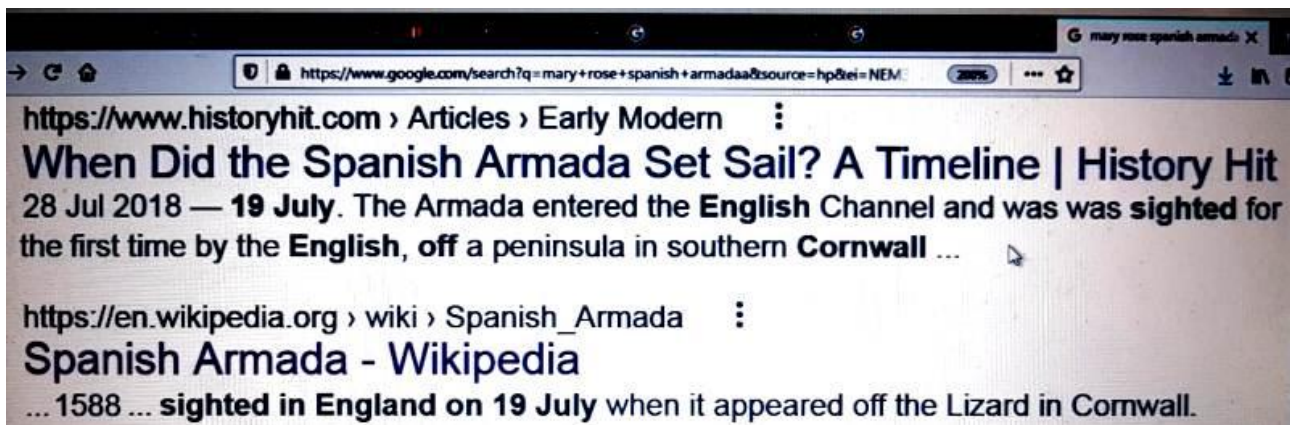 G mary rose spanish armada X
https://www.google.com/search?q=mary+rose+spanish+armadaa&source=hp&ei=NEM 200%
https://www.historyhit.com › Articles › Early Modern
When Did the Spanish Armada Set Sail? A Timeline | History Hit
28 Jul 2018 — 19 July. The Armada entered the English Channel and was was sighted for
the first time by the English, off a peninsula in southern Cornwall ...
https://en.wikipedia.org › wiki › Spanish_Armada
Spanish Armada - Wikipedia
... 1588 ... sighted in England on 19 July when it appeared off the Lizard in Cornwall.